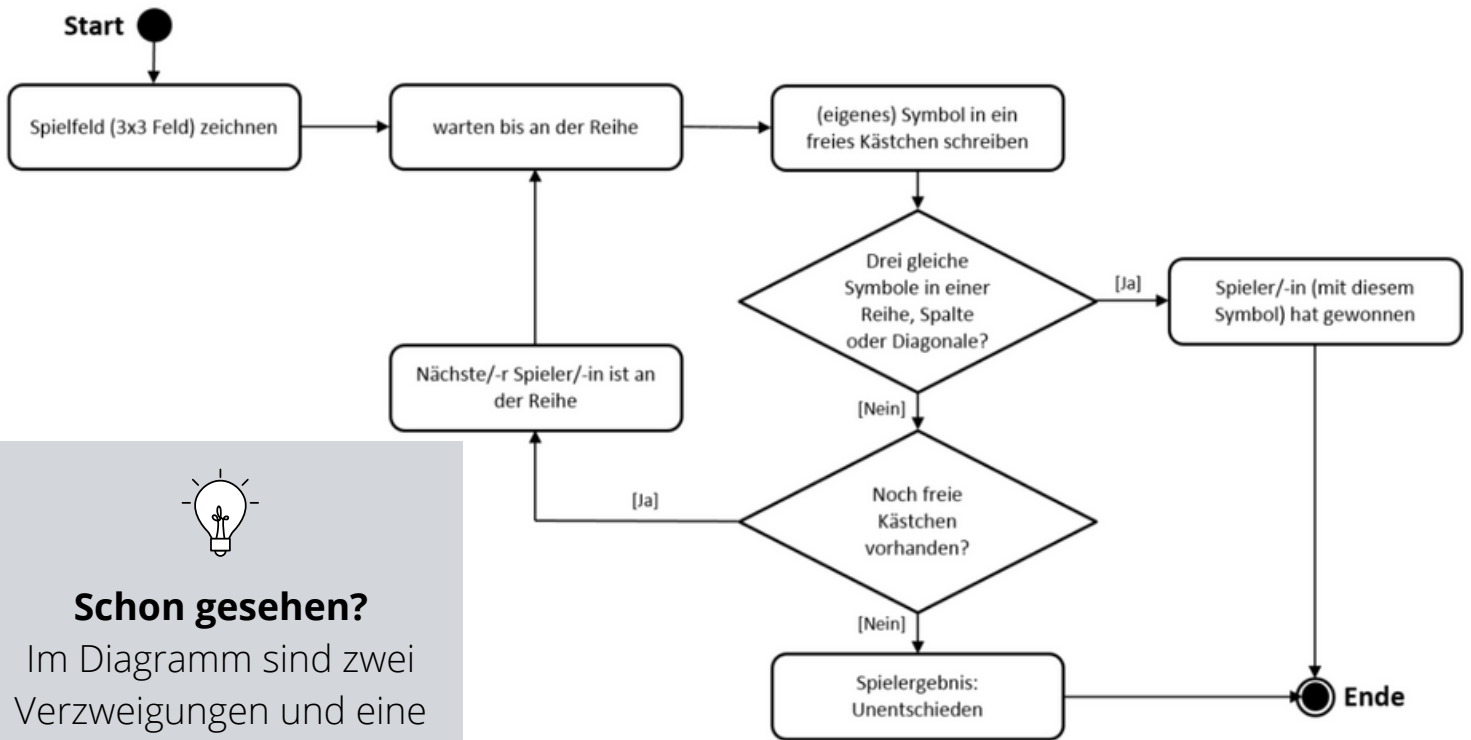 Start
Spielfeld (3x3 Feld) zeichnen
warten bis an der Reihe
(eigenes) Symbol in ein
freies Kästchen schreiben
Drei gleiche
Symbole in einer
Reihe, Spalte
oder Diagonale?
[Ja]
Spieler/-in (mit diesem
Symbol) hat gewonnen
Nächste/-r Spieler/-in ist an
der Reihe
[Nein]
Noch freie
Kästchen
vorhanden?
[Ja]
[Nein]
Spielergebnis:
Unentschieden
Ende
Schon gesehen?
Im Diagramm sind zwei
Verzweigungen und eine